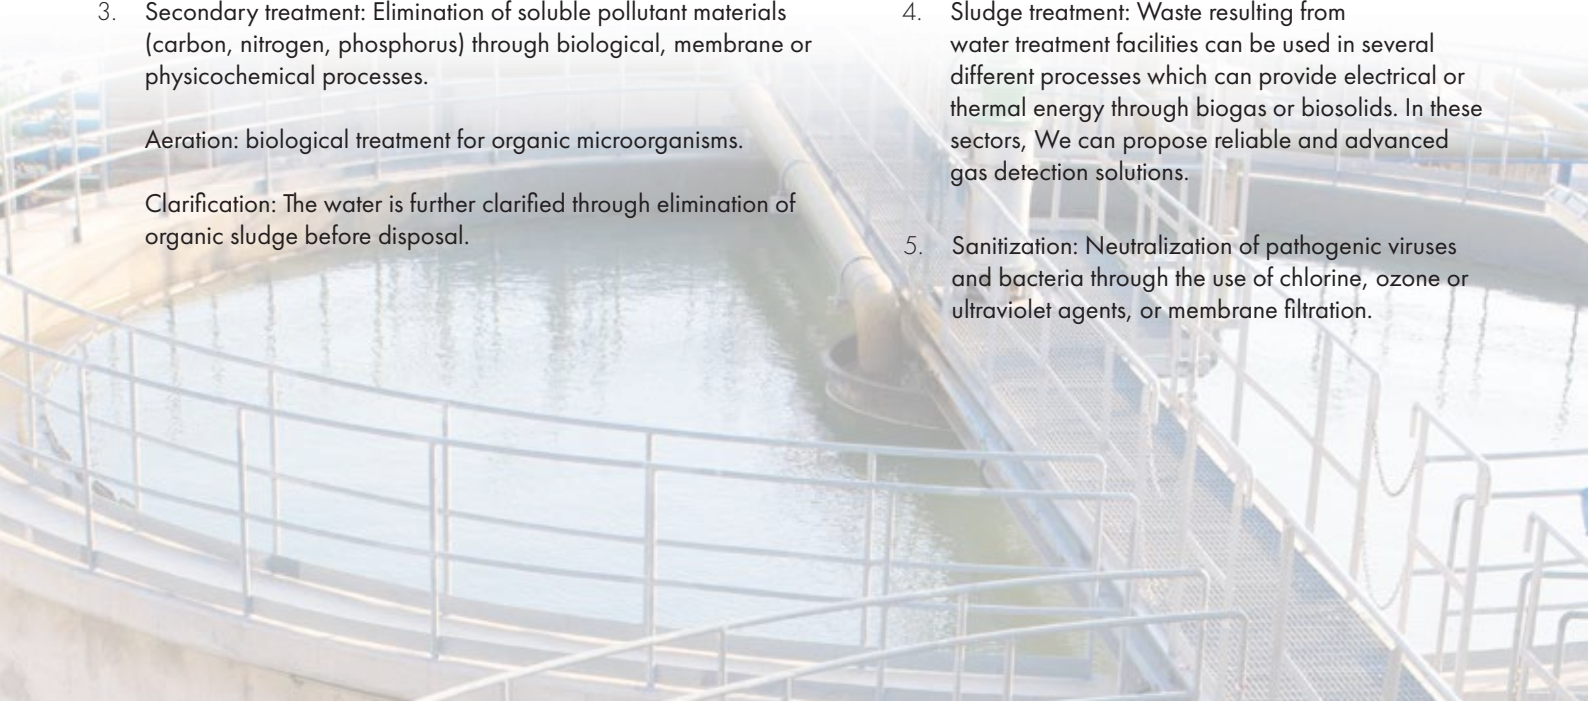 3. Secondary treatment: Elimination of soluble pollutant materials
(carbon, nitrogen, phosphorus) through biological, membrane or
physicochemical processes.
Aeration: biological treatment for organic microorganisms.
Clarification: The water is further clarified through elimination of
organic sludge before disposal.
4. Sludge treatment: Waste resulting from
water treatment facilities can be used in several
different processes which can provide electrical or
thermal energy through biogas or biosolids. In these
sectors, We can propose reliable and advanced
gas detection solutions.
5. Sanitization: Neutralization of pathogenic viruses
and bacteria through the use of chlorine, ozone or
ultraviolet agents, or membrane filtration.